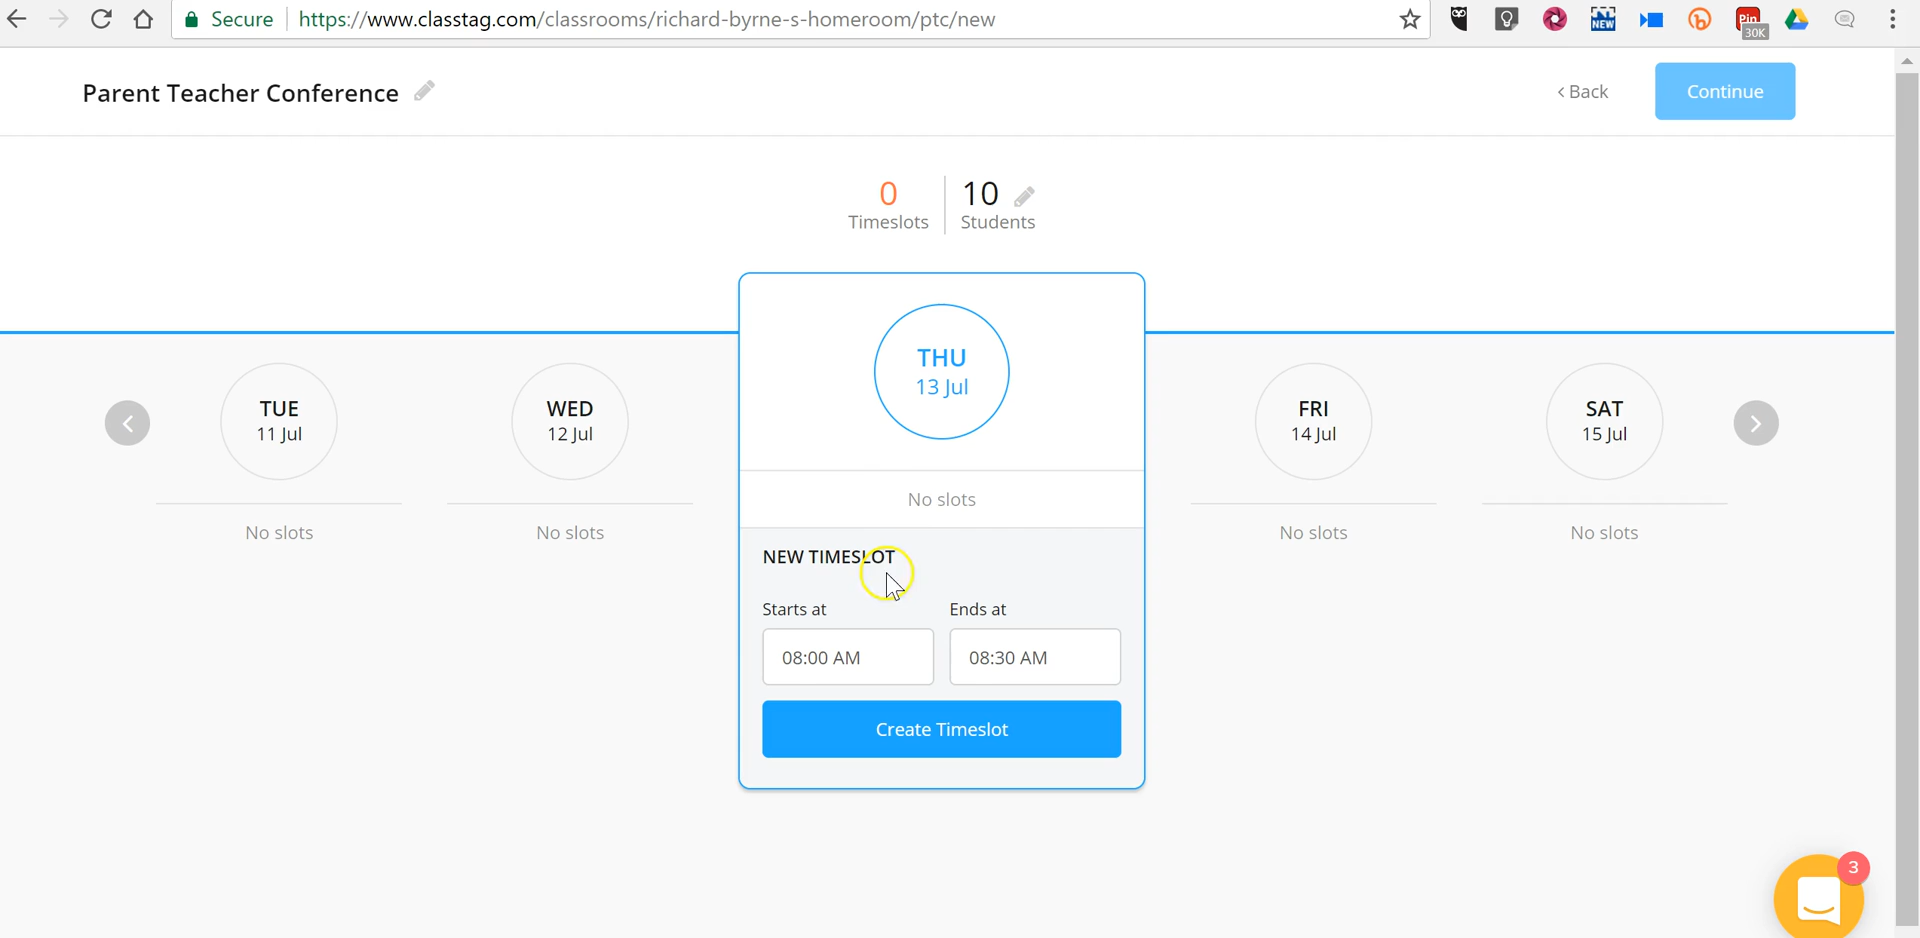 Secure https://www.classtag.com/classrooms/richard-byrne-s-homeroom/ptc/new
NEW
Pin
30K
Parent Teacher Conference
< Back
Continue
0
Timeslots
10
Students
TUE
11 Jul
No slots
WED
12 Jul
No slots
THU
13 Jul
No slots
NEW TIMESLOT
Starts at
Ends at
08:00 AM
08:30 AM
Create Timeslot
FRI
14 Jul
No slots
SAT
15 Jul
No slots
3